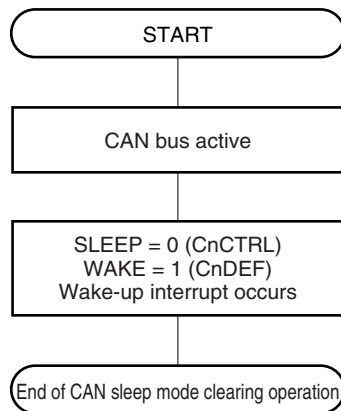 START
CAN bus active
SLEEP = 0 (CnCTRL)
WAKE = 1 (CnDEF)
Wake-up interrupt occurs
End of CAN sleep mode clearing operation